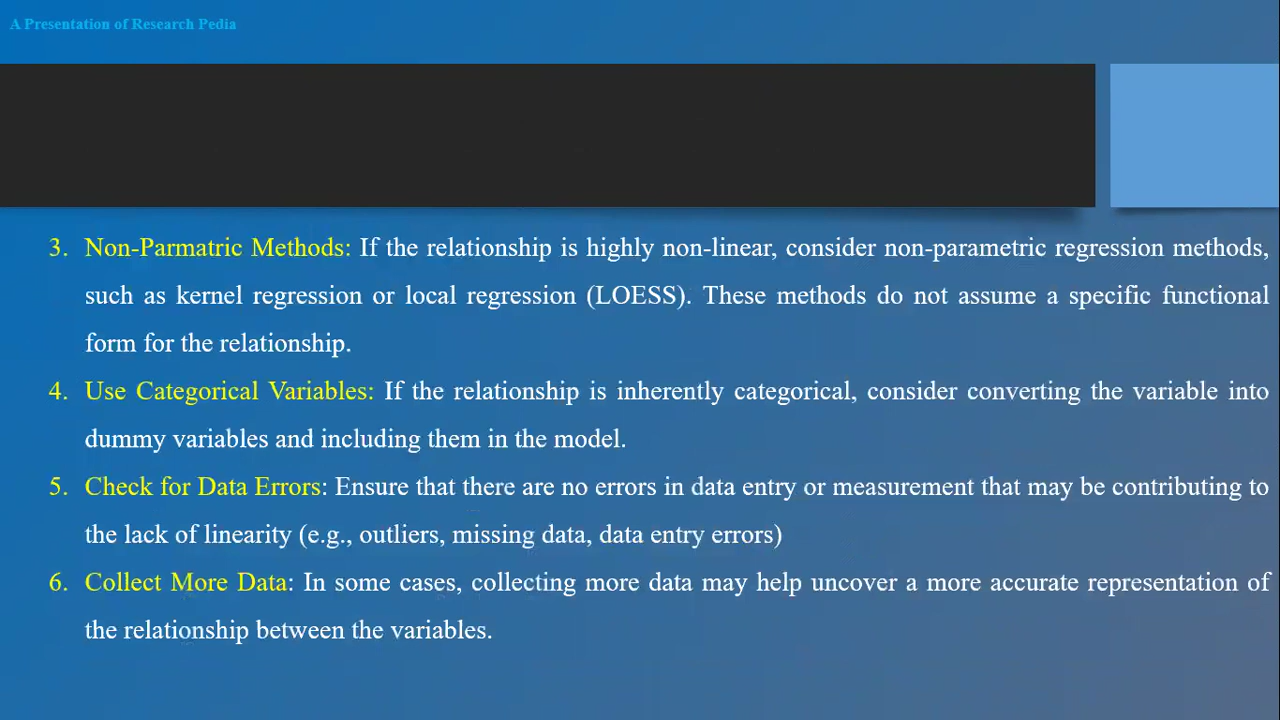 A Presentation of Research Pedia
3. Non-Parmatric Methods: If the relationship is highly non-linear, consider non-parametric regression methods,
such as kernel regression or local regression (LOESS). These methods do not assume a specific functional
form for the relationship.
4. Use Categorical Variables: If the relationship is inherently categorical, consider converting the variable into
dummy variables and including them in the model.
5. Check for Data Errors: Ensure that there are no errors in data entry or measurement that may be contributing to
the lack of linearity (e.g., outliers, missing data, data entry errors)
6. Collect More Data: In some cases, collecting more data may help uncover a more accurate representation of
the relationship between the variables.